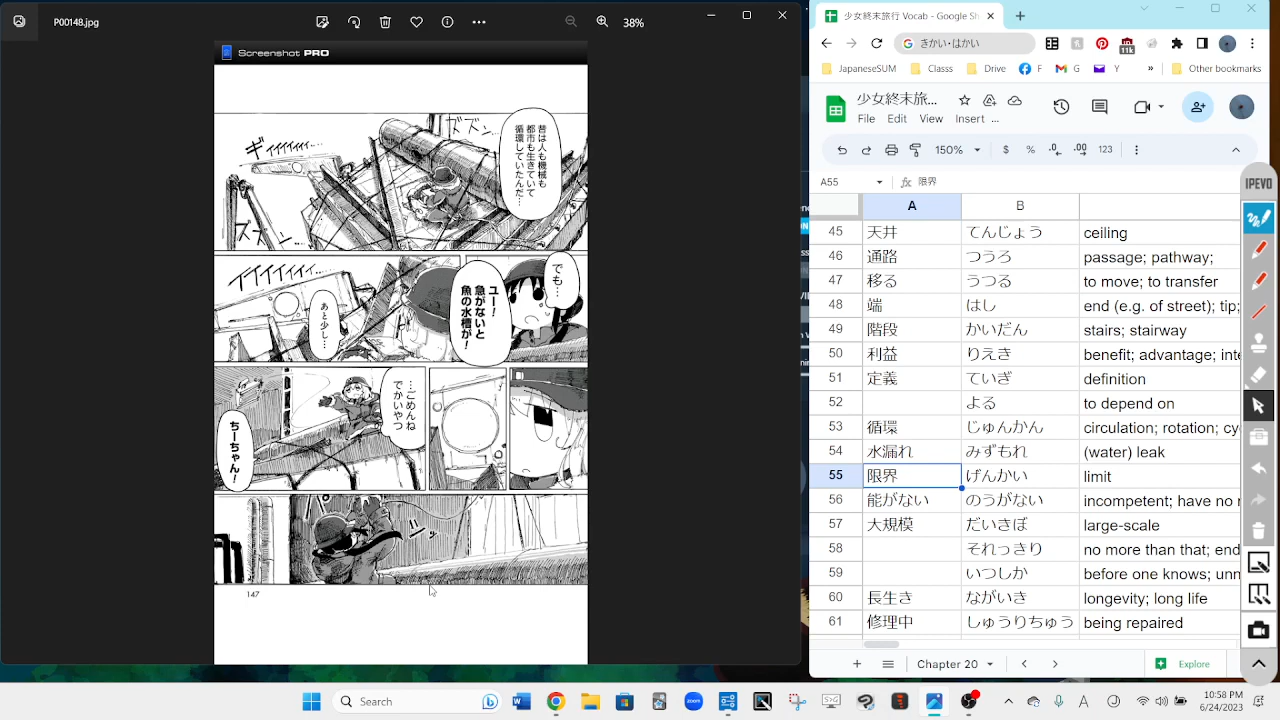 P00148.jpg
38%
Screenshot PRO
昔は人も機械も
都市も生きていて
循環していたんだ…
ズズン…
ギイイイイイ…
ズズン…
でも…
ユー!
急がないと
魚の水槽が!
あと少し…
イイイイイ…
…ごめんね
でかいやつ
ちーちゃん!
147
少女終末旅行 Vocab - Google Sh
きかい・はかい
11k
JapaneseSUM
Classs
Drive
F
G
Y
»
Other bookmarks
少女終末旅…
File Edit View Insert …
150%
$ % .0 .00 123
A55
fx 限界
A B
45 天井 てんじょう ceiling
46 通路 つうろ passage; pathway;
47 移る うつる to move; to transfer
48 端 はし end (e.g. of street); tip;
49 階段 かいだん stairs; stairway
50 利益 りえき benefit; advantage; int
51 定義 ていぎ definition
52 よる to depend on
53 循環 じゅんかん circulation; rotation; cy
54 水漏れ みずもれ (water) leak
55 限界 げんかい limit
56 能がない のうがない incompetent; have no
57 大規模 だいきぼ large-scale
58 それっきり no more than that; end
59 いつしか before one knows; unn
60 長生き ながいき longevity; long life
61 修理中 しゅうりちゅう being repaired
Chapter 20
Explore
IPEVO
Search
zoom
SVG
A
10:58 PM
6/24/2023